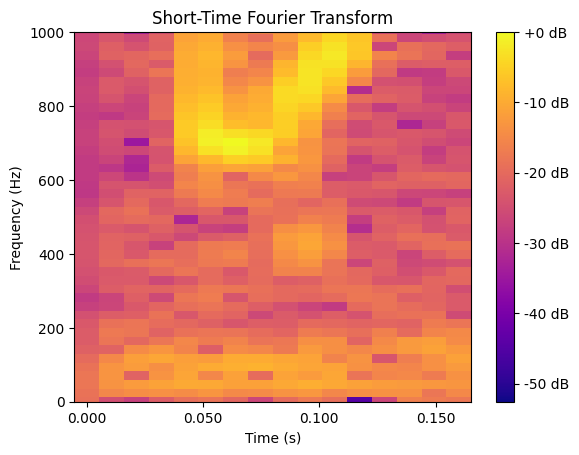 Short-Time Fourier Transform
1000
800
600
400
200
0
Frequency (Hz)
0.000
0.050
0.100
0.150
Time (s)
+0 dB
-10 dB
-20 dB
-30 dB
-40 dB
-50 dB